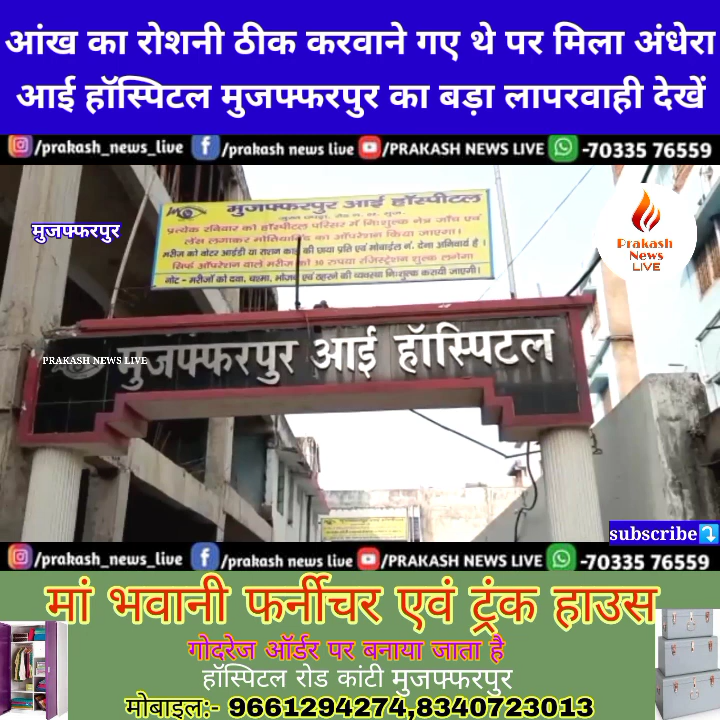 आंख का रोशनी ठीक करवाने गए थे पर मिला अंधेरा
आई हॉस्पिटल मुजफ्फरपुर का बड़ा लापरवाही देखें
/prakash_news_live /prakash news live /PRAKASH NEWS LIVE -70335 76559
मुजफ्फरपुर
मुजफ्फरपुर आई हॉस्पीटल
प्रत्येक रविवार को हॉस्पीटल परिसर में निःशुल्क नेत्र जाँच एवं
लेंस लगाकर मोतियाबिंद का ऑपरेशन किया जाएगा।
मरीज को वोटर आईडी या राशन कार्ड की छाया प्रति एवं मोबाईल नं. देना अनिवार्य है।
सिर्फ ऑपरेशन वाले मरीज को 10 रुपया रजिस्ट्रेशन शुल्क लगेगा
नोट - मरीजों को दवा, चश्मा, भोजन एवं ठहरने की व्यवस्था निःशुल्क करायी जाएगी।
Prakash
News
LIVE
PRAKASH NEWS LIVE
मुजफ्फरपुर आई हॉस्पिटल
subscribe
/prakash_news_live /prakash news live /PRAKASH NEWS LIVE -70335 76559
मां भवानी फर्नीचर एवं ट्रंक हाउस
गोदरेज ऑर्डर पर बनाया जाता है
हॉस्पिटल रोड कांटी मुजफ्फरपुर
मोबाइल:- 9661294274,8340723013